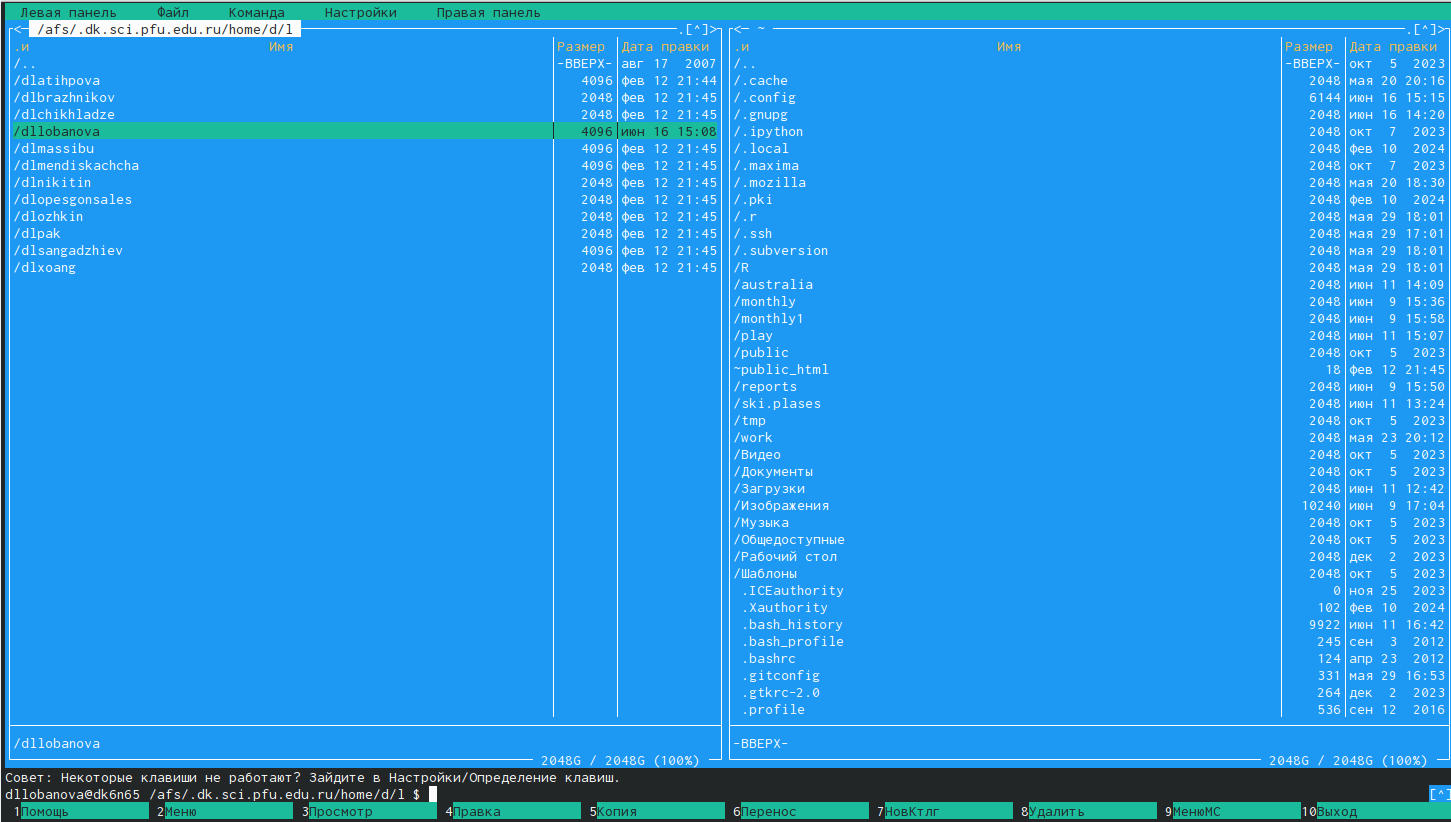 Левая панель Файл Команда Настройки Правая панель
<─ /afs/.dk.sci.pfu.edu.ru/home/d/l .[^]>
.и Имя Размер Дата правки
/.. -ВВЕРХ- авг 17 2007
/dlatihpova 4096 фев 12 21:44
/dlbrazhnikov 2048 фев 12 21:45
/dlchikhladze 2048 фев 12 21:45
/dllobanova 4096 июн 16 15:08
/dlmassibu 4096 фев 12 21:45
/dlmendiskachcha 4096 фев 12 21:45
/dlnikitin 2048 фев 12 21:45
/dlopesgonsales 2048 фев 12 21:45
/dlozhkin 2048 фев 12 21:45
/dlpak 2048 фев 12 21:45
/dlsangadzhiev 4096 фев 12 21:45
/dlxoang 2048 фев 12 21:45
/dllobanova
2048G / 2048G (100%)
<─ ~ .[^]>
.и Имя Размер Дата правки
/.. -ВВЕРХ- окт 5 2023
/.cache 2048 мая 20 20:16
/.config 6144 июн 16 15:15
/.gnupg 2048 июн 16 14:20
/.ipython 2048 окт 7 2023
/.local 2048 фев 10 2024
/.maxima 2048 окт 7 2023
/.mozilla 2048 мая 20 18:30
/.pki 2048 фев 10 2024
/.r 2048 мая 29 18:01
/.ssh 2048 мая 29 17:01
/.subversion 2048 мая 29 18:01
/R 2048 мая 29 18:01
/australia 2048 июн 11 14:09
/monthly 2048 июн 9 15:36
/monthly1 2048 июн 9 15:58
/play 2048 июн 11 15:07
/public 2048 окт 5 2023
~public_html 18 фев 12 21:45
/reports 2048 июн 9 15:50
/ski.plases 2048 июн 11 13:24
/tmp 2048 окт 5 2023
/work 2048 мая 23 20:12
/Видео 2048 окт 5 2023
/Документы 2048 окт 5 2023
/Загрузки 2048 июн 11 12:42
/Изображения 10240 июн 9 17:04
/Музыка 2048 окт 5 2023
/Общедоступные 2048 окт 5 2023
/Рабочий стол 2048 дек 2 2023
/Шаблоны 2048 окт 5 2023
.ICEauthority 0 ноя 25 2023
.Xauthority 102 фев 10 2024
.bash_history 9922 июн 11 16:42
.bash_profile 245 сен 3 2012
.bashrc 124 апр 23 2012
.gitconfig 331 мая 29 16:53
.gtkrc-2.0 264 дек 2 2023
.profile 536 сен 12 2016
-ВВЕРХ-
2048G / 2048G (100%)
Совет: Некоторые клавиши не работают? Зайдите в Настройки/Определение клавиш.
dllobanova@dk6n65 /afs/.dk.sci.pfu.edu.ru/home/d/l $ [^]
1Помощь 2Меню 3Просмотр 4Правка 5Копия 6Перенос 7НовКтлг 8Удалить 9МенюМС 10Выход